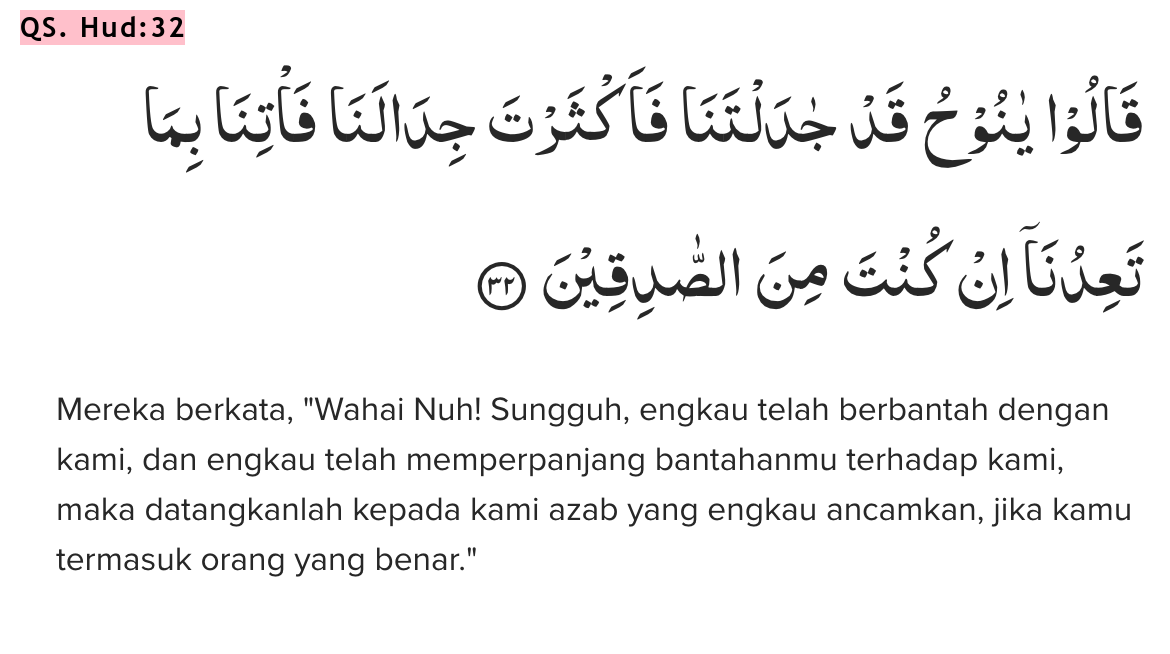 QS. Hud:32
قَالُوْا يٰنُوْحُ قَدْ جٰدَلْتَنَا فَاَكْثَرْتَ جِدَالَنَا فَأْتِنَا بِمَا
تَعِدُنَآ اِنْ كُنْتَ مِنَ الصّٰدِقِيْنَ ٣٢
Mereka berkata, "Wahai Nuh! Sungguh, engkau telah berbantah dengan
kami, dan engkau telah memperpanjang bantahanmu terhadap kami,
maka datangkanlah kepada kami azab yang engkau ancamkan, jika kamu
termasuk orang yang benar."